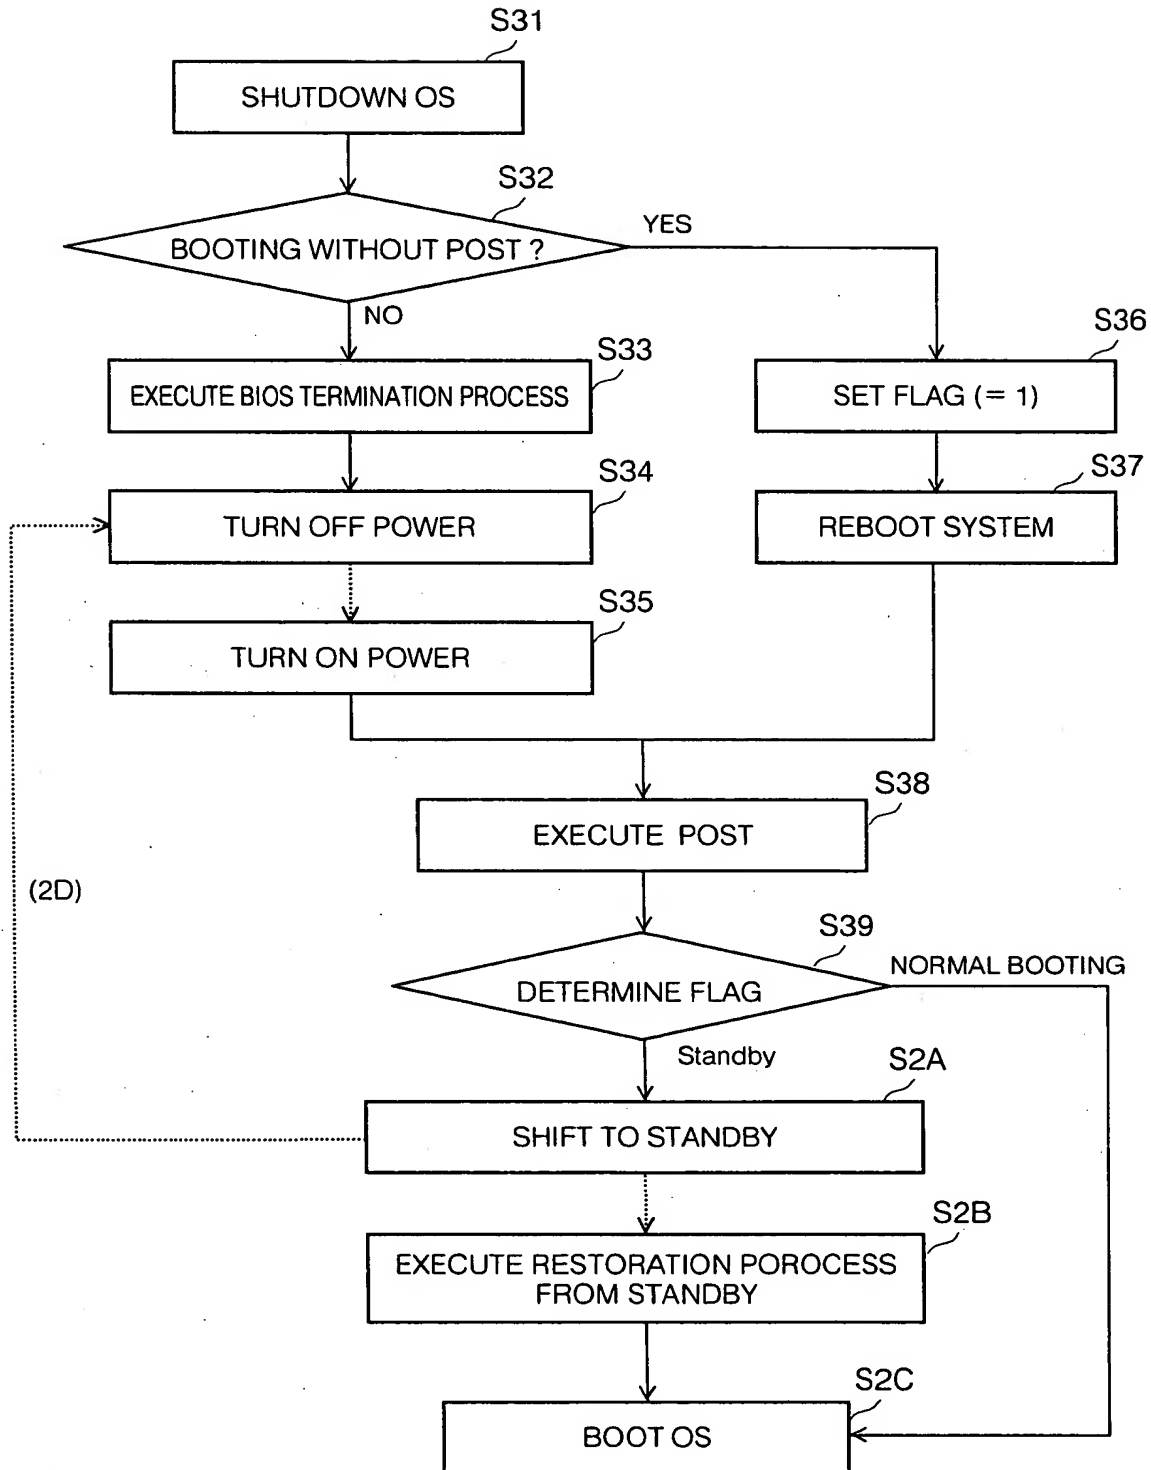 S31
SHUTDOWN OS
S32
BOOTING WITHOUT POST ?
YES
NO
S33
EXECUTE BIOS TERMINATION PROCESS
S36
SET FLAG (= 1)
S34
TURN OFF POWER
S37
REBOOT SYSTEM
S35
TURN ON POWER
S38
EXECUTE POST
(2D)
S39
DETERMINE FLAG
NORMAL BOOTING
Standby
S2A
SHIFT TO STANDBY
S2B
EXECUTE RESTORATION POROCESS
FROM STANDBY
S2C
BOOT OS